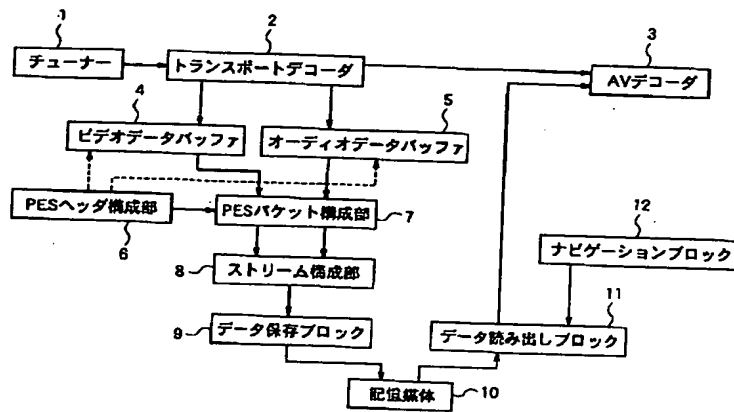 1
2
3
チューナー
トランスポートデコーダ
AVデコーダ
4
5
ビデオデータバッファ
オーディオデータバッファ
PESヘッダ構成部
PESパケット構成部
6
7
12
ナビゲーションブロック
8
ストリーム構成部
11
9
データ保存ブロック
データ読み出しブロック
記憶媒体
10